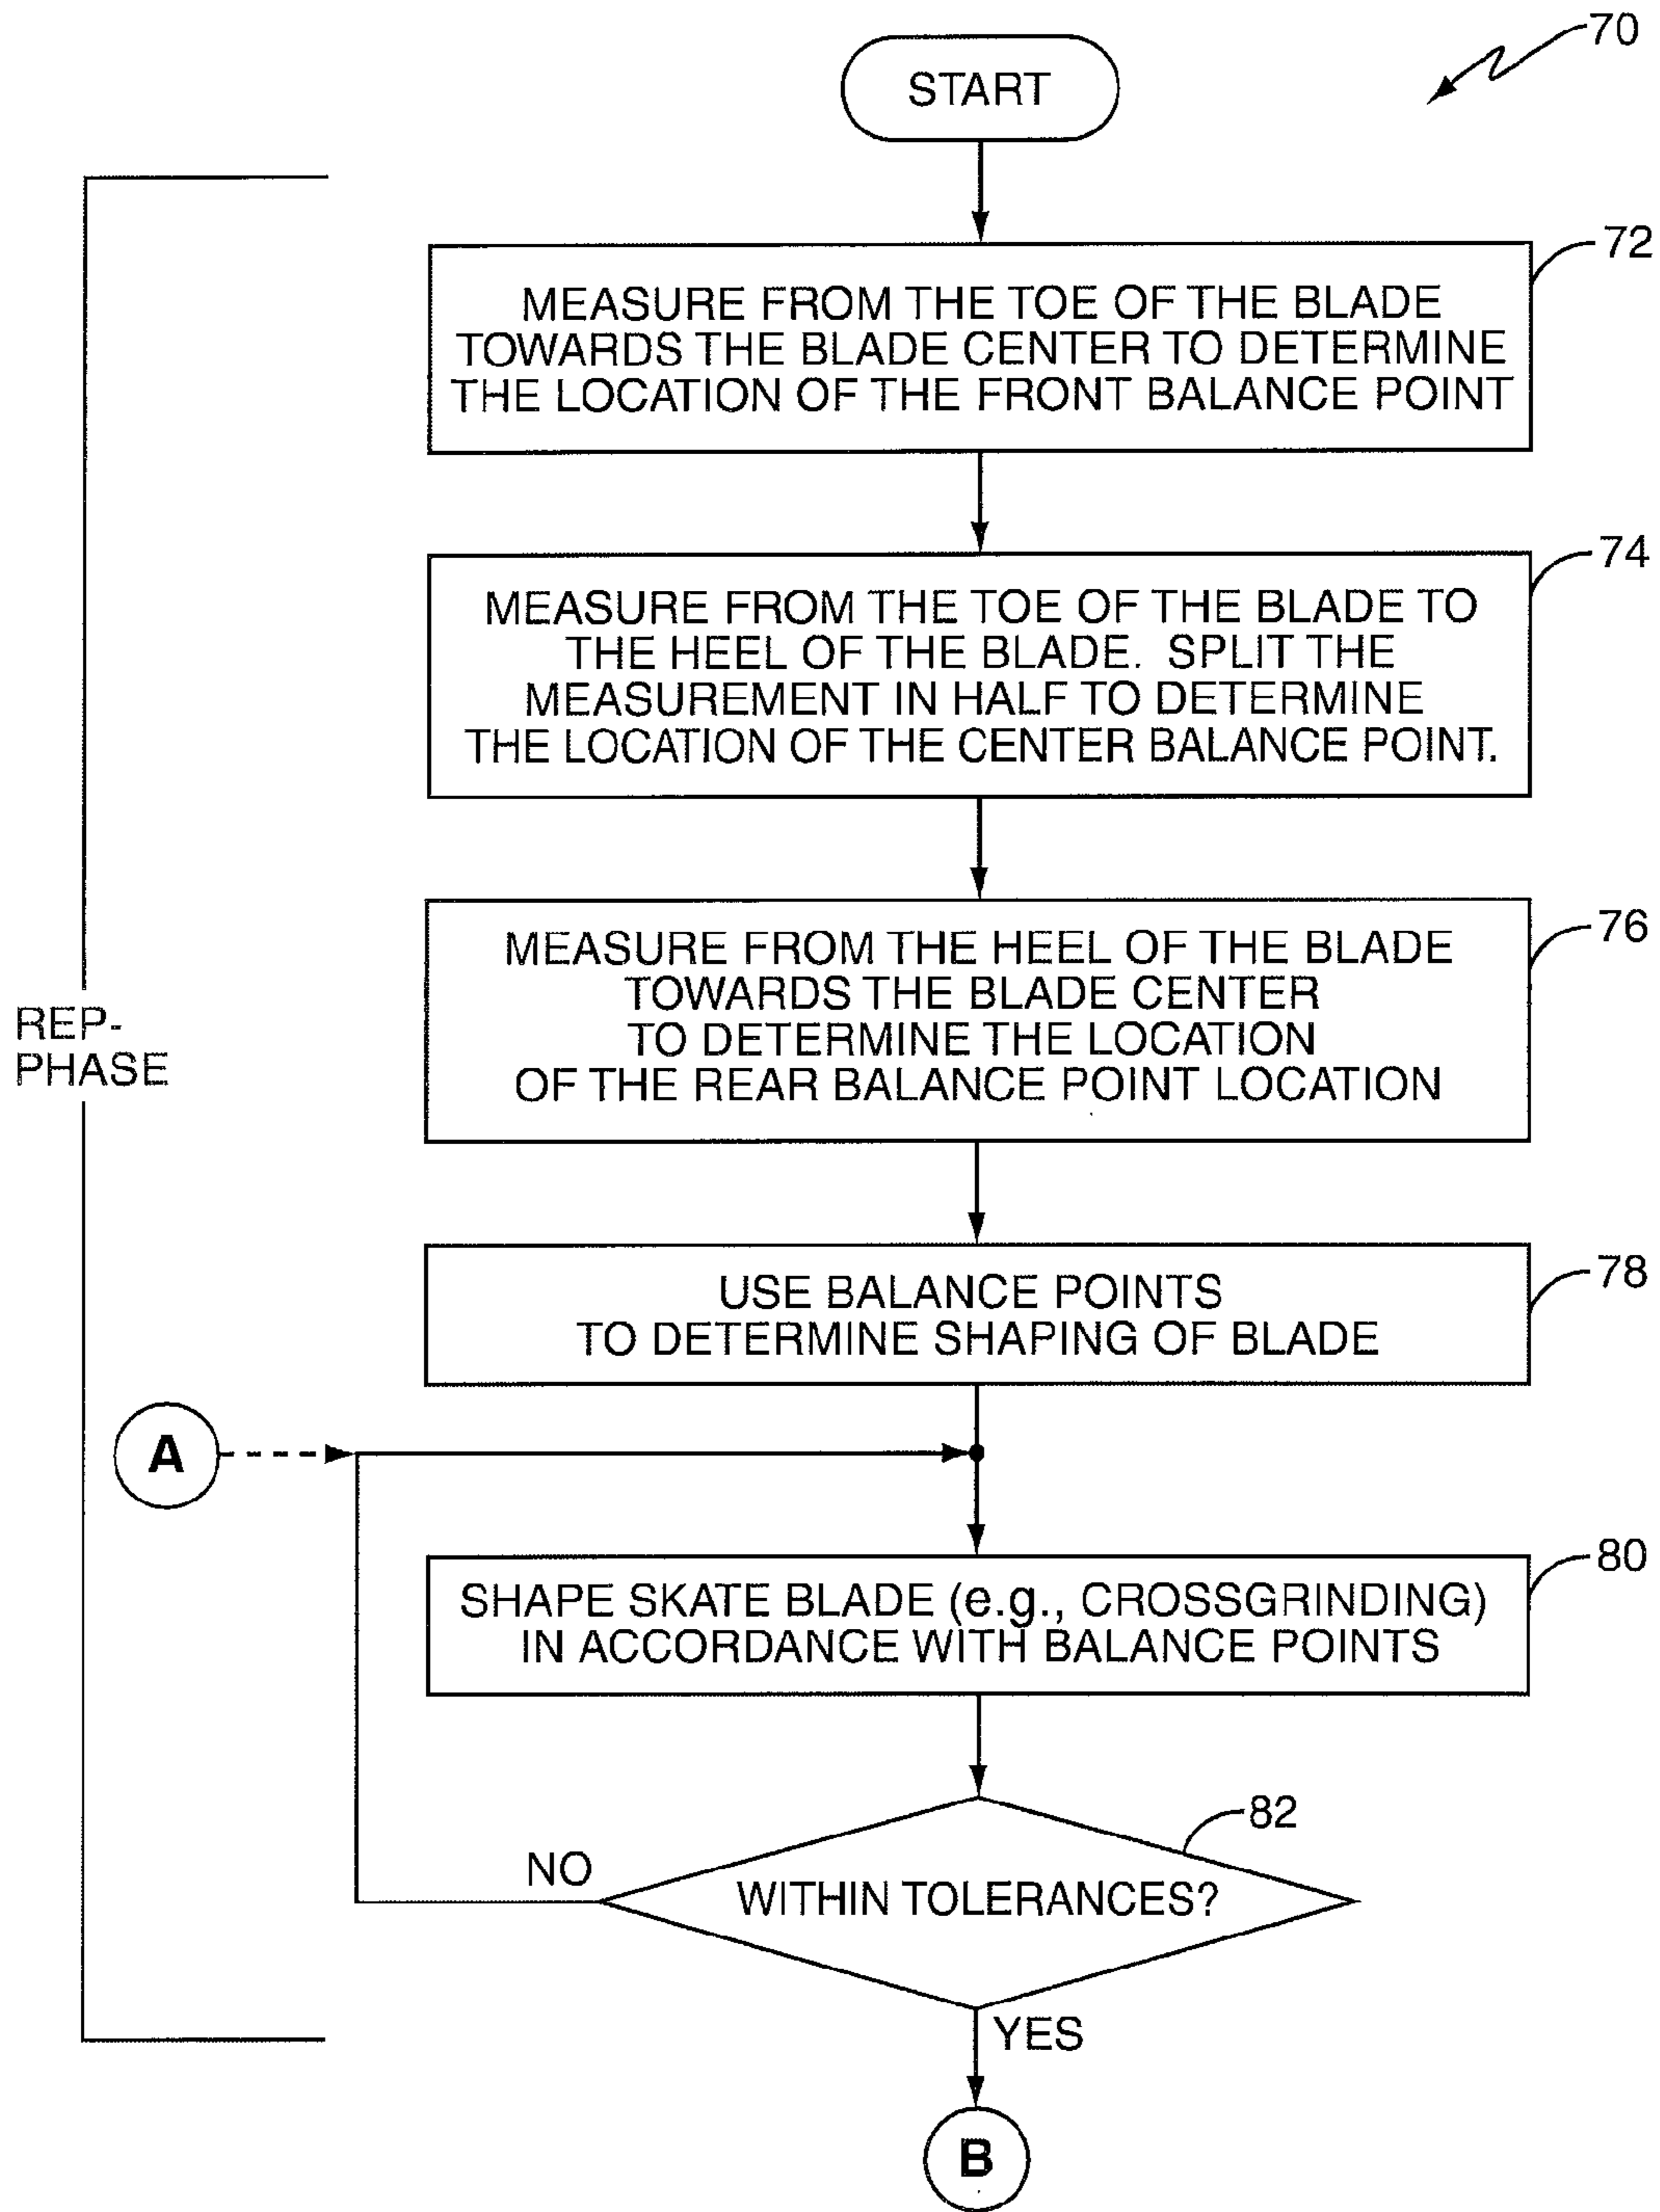 70
START
72
MEASURE FROM THE TOE OF THE BLADE
TOWARDS THE BLADE CENTER TO DETERMINE
THE LOCATION OF THE FRONT BALANCE POINT
74
MEASURE FROM THE TOE OF THE BLADE TO
THE HEEL OF THE BLADE. SPLIT THE
MEASUREMENT IN HALF TO DETERMINE
THE LOCATION OF THE CENTER BALANCE POINT.
76
MEASURE FROM THE HEEL OF THE BLADE
TOWARDS THE BLADE CENTER
TO DETERMINE THE LOCATION
OF THE REAR BALANCE POINT LOCATION
REP-
PHASE
78
USE BALANCE POINTS
TO DETERMINE SHAPING OF BLADE
A
80
SHAPE SKATE BLADE (e.g., CROSSGRINDING)
IN ACCORDANCE WITH BALANCE POINTS
82
NO
WITHIN TOLERANCES?
YES
B